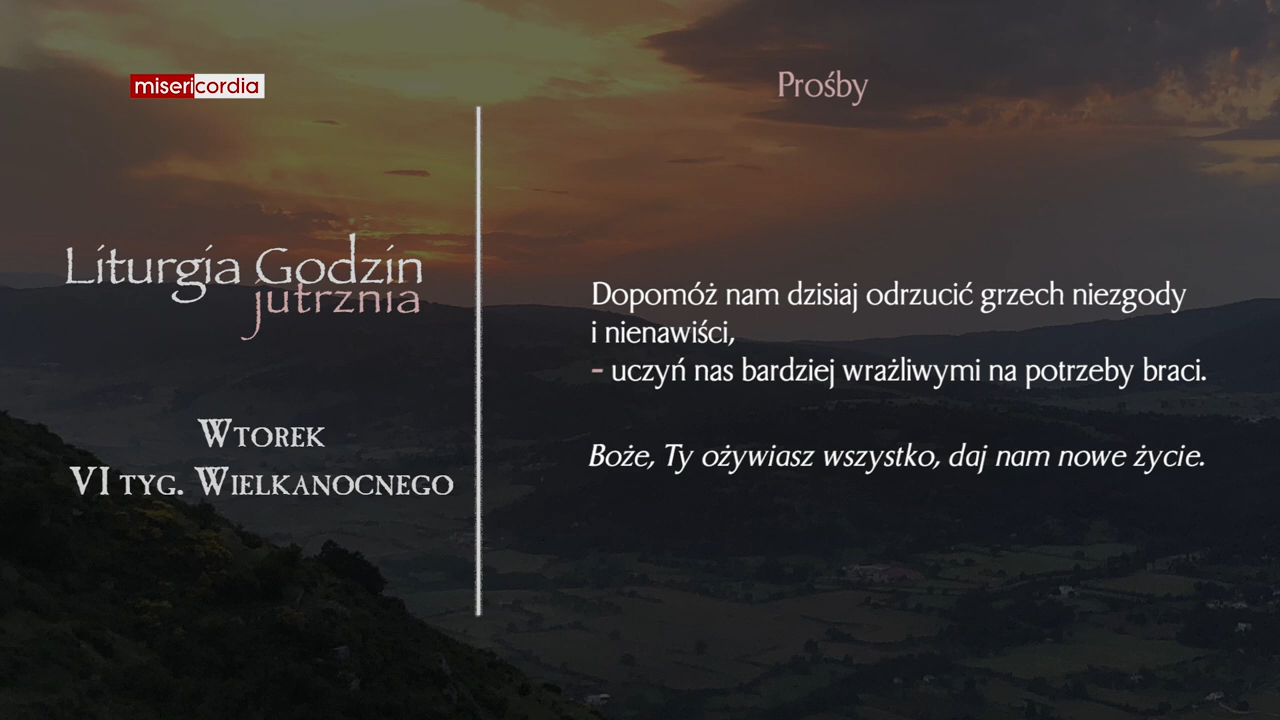 misericordia
Liturgia Godzin
jutrznia
Wtorek
VI tyg. Wielkanocnego
Prośby
Dopomóż nam dzisiaj odrzucić grzech niezgody
i nienawiści,
- uczyń nas bardziej wrażliwymi na potrzeby braci.
Boże, Ty ożywiasz wszystko, daj nam nowe życie.